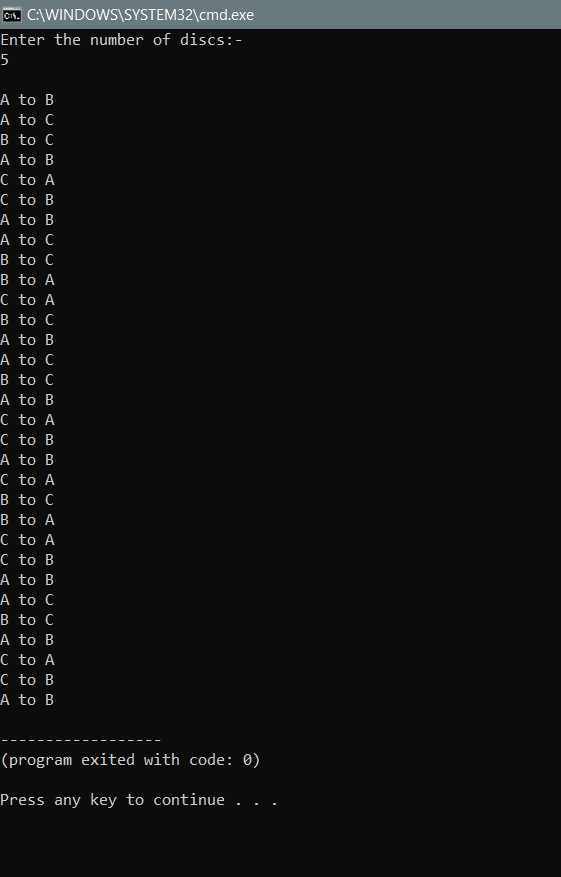 C:\WINDOWS\SYSTEM32\cmd.exe
Enter the number of discs:-
5
A to B
A to C
B to C
A to B
C to A
C to B
A to B
A to C
B to C
B to A
C to A
B to C
A to B
A to C
B to C
A to B
C to A
C to B
A to B
C to A
B to C
B to A
C to A
C to B
A to B
A to C
B to C
A to B
C to A
C to B
A to B
------------------
(program exited with code: 0)
Press any key to continue . . .